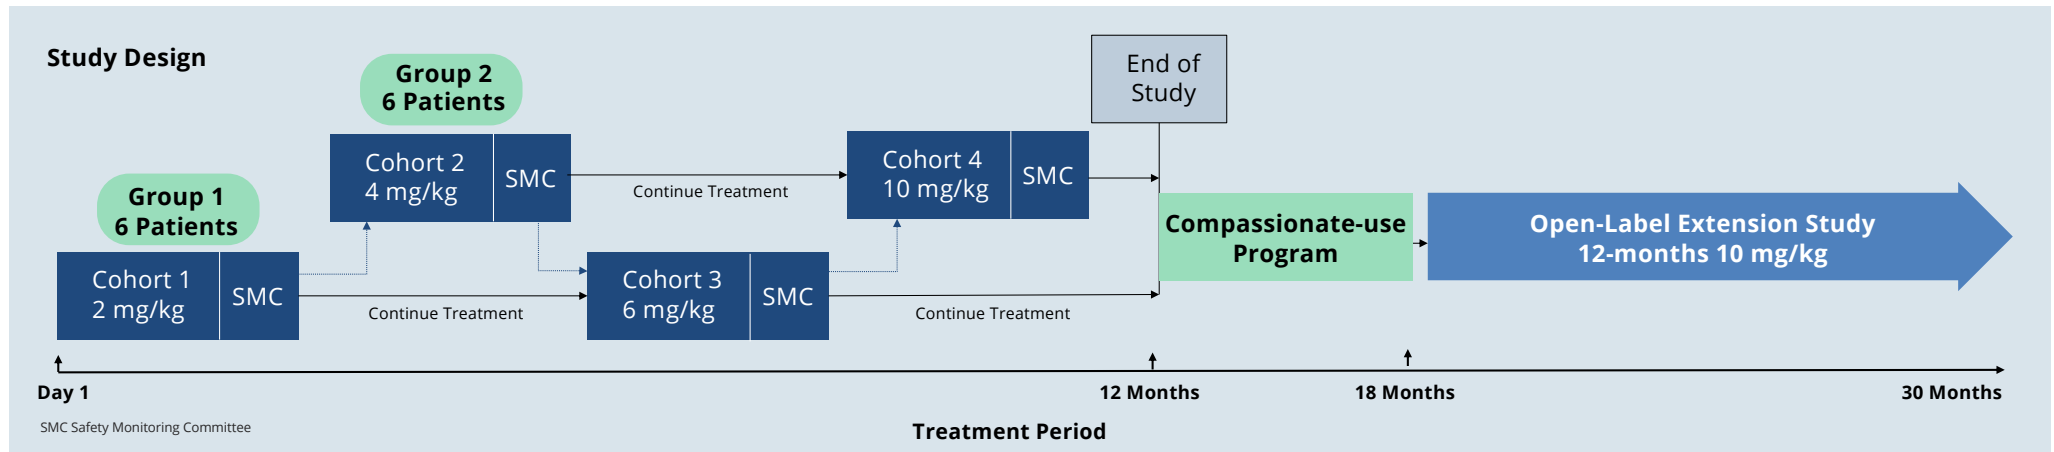 Study Design
Group 1
6 Patients
Cohort 1
2 mg/kg
SMC
Continue Treatment
Group 2
6 Patients
Cohort 2
4 mg/kg
SMC
Continue Treatment
Cohort 3
6 mg/kg
SMC
Continue Treatment
Cohort 4
10 mg/kg
SMC
End of
Study
Compassionate-use
Program
Open-Label Extension Study
12-months 10 mg/kg
Day 1
12 Months
18 Months
30 Months
SMC Safety Monitoring Committee
Treatment Period